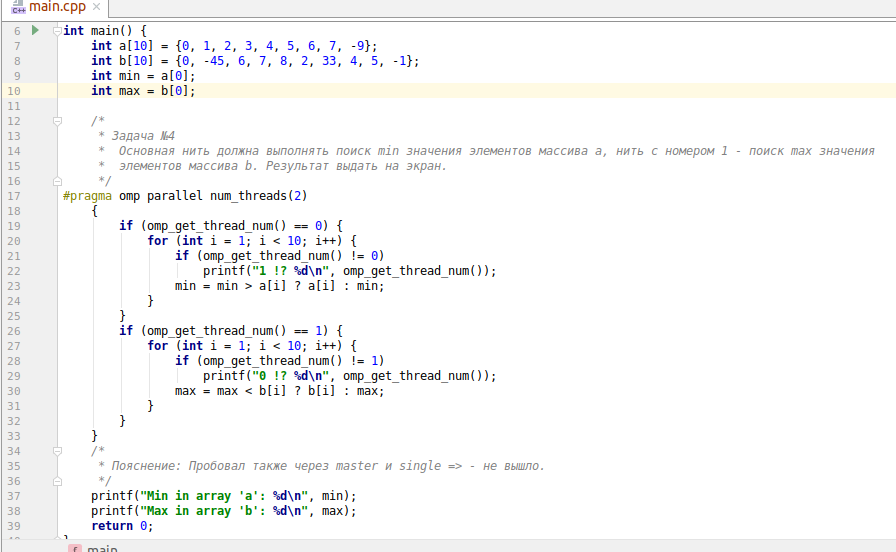 main.cpp
6 int main() {
7 int a[10] = {0, 1, 2, 3, 4, 5, 6, 7, -9};
8 int b[10] = {0, -45, 6, 7, 8, 2, 33, 4, 5, -1};
9 int min = a[0];
10 int max = b[0];
11
12 /*
13 * Задача №4
14 * Основная нить должна выполнять поиск min значения элементов массива a, нить с номером 1 - поиск max значения
15 * элементов массива b. Результат выдать на экран.
16 */
17 #pragma omp parallel num_threads(2)
18 {
19 if (omp_get_thread_num() == 0) {
20 for (int i = 1; i < 10; i++) {
21 if (omp_get_thread_num() != 0)
22 printf("1 !? %d\n", omp_get_thread_num());
23 min = min > a[i] ? a[i] : min;
24 }
25 }
26 if (omp_get_thread_num() == 1) {
27 for (int i = 1; i < 10; i++) {
28 if (omp_get_thread_num() != 1)
29 printf("0 !? %d\n", omp_get_thread_num());
30 max = max < b[i] ? b[i] : max;
31 }
32 }
33 }
34 /*
35 * Пояснение: Пробовал также через master и single => - не вышло.
36 */
37 printf("Min in array 'a': %d\n", min);
38 printf("Max in array 'b': %d\n", max);
39 return 0;
f main